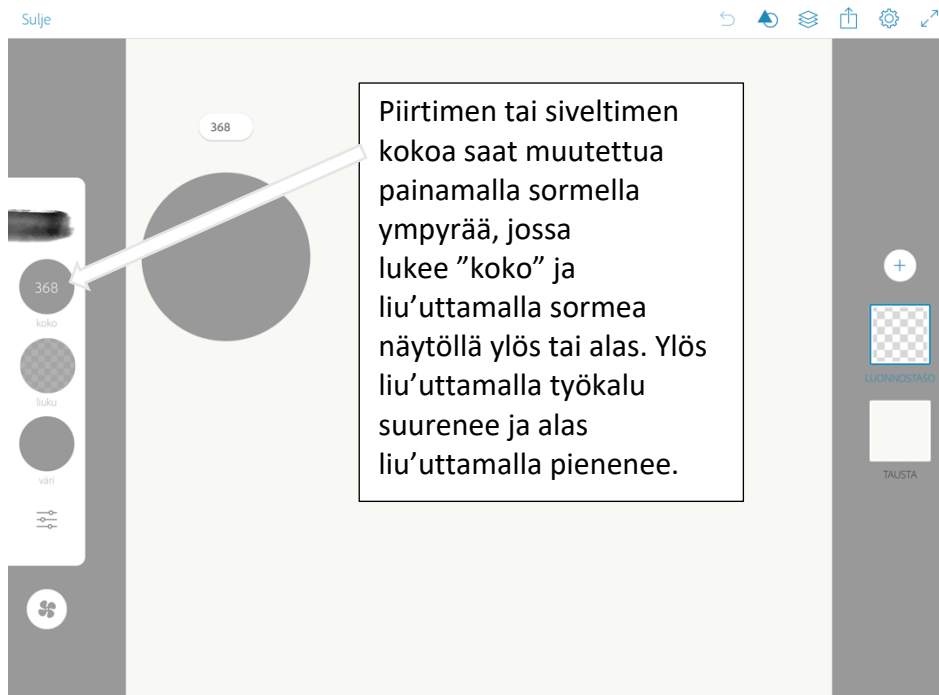 Sulje
368
Piirtimen tai siveltimen
kokoa saat muutettua
painamalla sormella
ympyrää, jossa
lukee ”koko” ja
liu’uttamalla sormea
näytöllä ylös tai alas. Ylös
liu’uttamalla työkalu
suurenee ja alas
liu’uttamalla pienenee.
368
koko
liuku
väri
LUONNOSTASO
TAUSTA